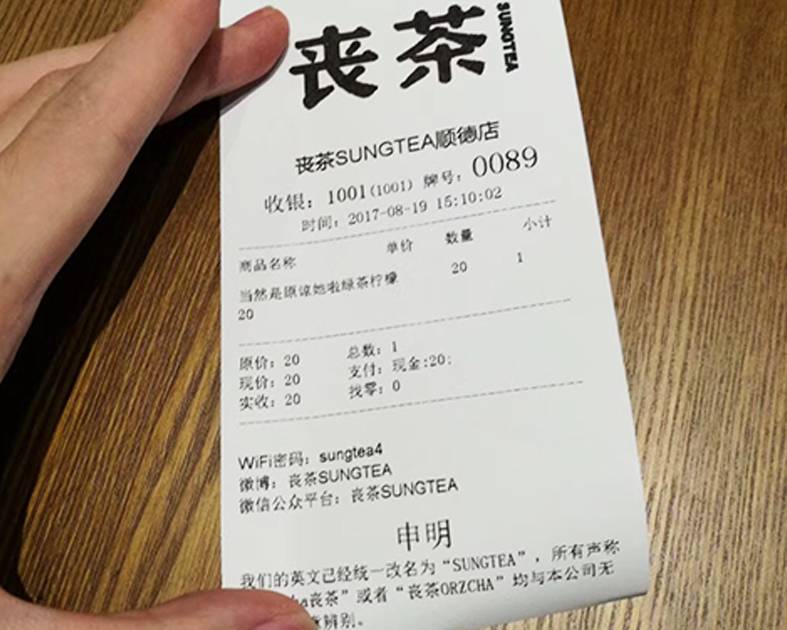 丧茶
SUNGTEA
丧茶SUNGTEA顺德店
收银：1001(1001) 牌号：0089
时间：2017-08-19 15:10:02
商品名称 单价 数量 小计
当然是原谅她啦绿茶柠檬 20 1
20
原价：20 总数：1
现价：20 支付：现金:20;
实收：20 找零：0
WiFi密码：sungtea4
微博：丧茶SUNGTEA
微信公众平台：丧茶SUNGTEA
申明
我们的英文已经统一改名为“SUNGTEA”，所有声称
丧茶”或者“丧茶ORZCHA”均与本公司无
辨别。